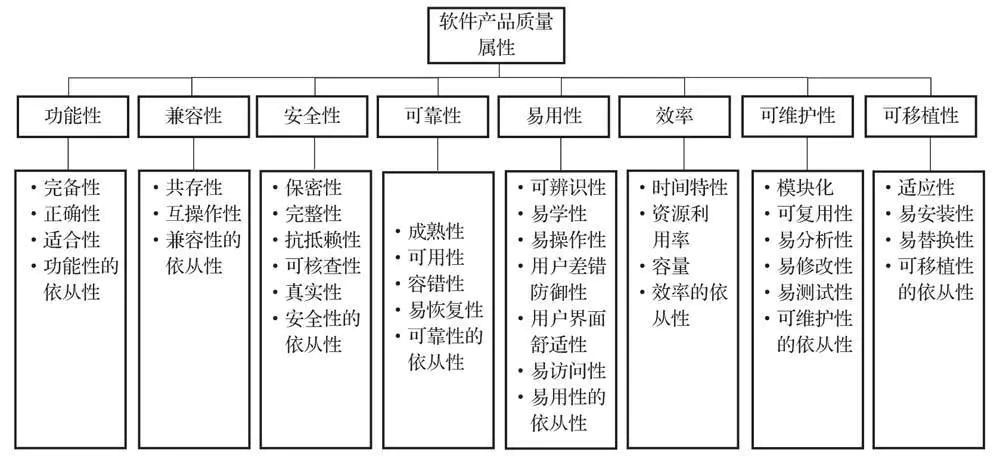 软件产品质量
属性
功能性
兼容性
安全性
可靠性
易用性
效率
可维护性
可移植性
·完备性
·正确性
·适合性
·功能性的
依从性
·共存性
·互操作性
·兼容性的
依从性
·保密性
·完整性
·抗抵赖性
·可核查性
·真实性
·安全性的
依从性
·成熟性
·可用性
·容错性
·易恢复性
·可靠性的
依从性
·可辨识性
·易学性
·易操作性
·用户差错
防御性
·用户界面
舒适性
·易访问性
·易用性的
依从性
·时间特性
·资源利
用率
·容量
·效率的依
从性
·模块化
·可复用性
·易分析性
·易修改性
·易测试性
·可维护性
的依从性
·适应性
·易安装性
·易替换性
·可移植性
的依从性